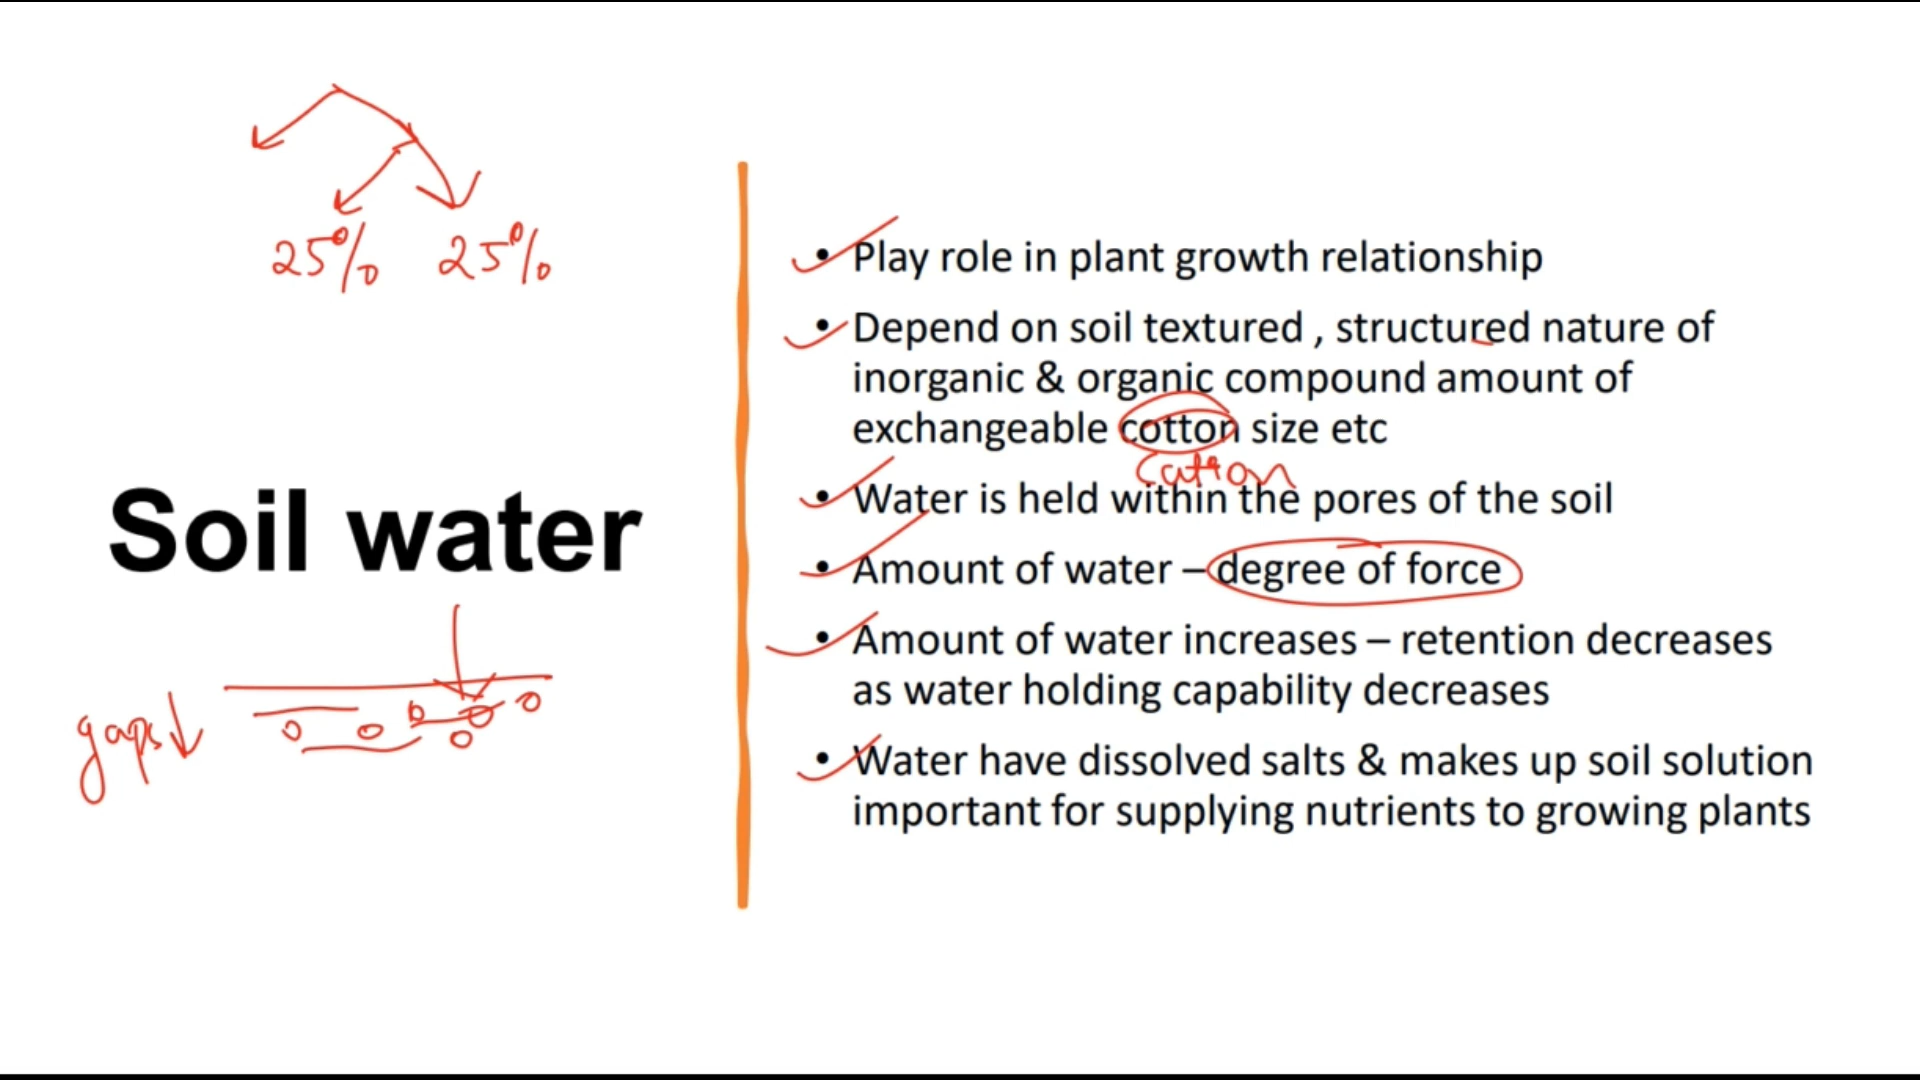 25% 25%
Soil water
gaps
• Play role in plant growth relationship
• Depend on soil textured , structured nature of
inorganic & organic compound amount of
exchangeable cotton size etc
Cation
• Water is held within the pores of the soil
• Amount of water – degree of force
• Amount of water increases – retention decreases
as water holding capability decreases
• Water have dissolved salts & makes up soil solution
important for supplying nutrients to growing plants